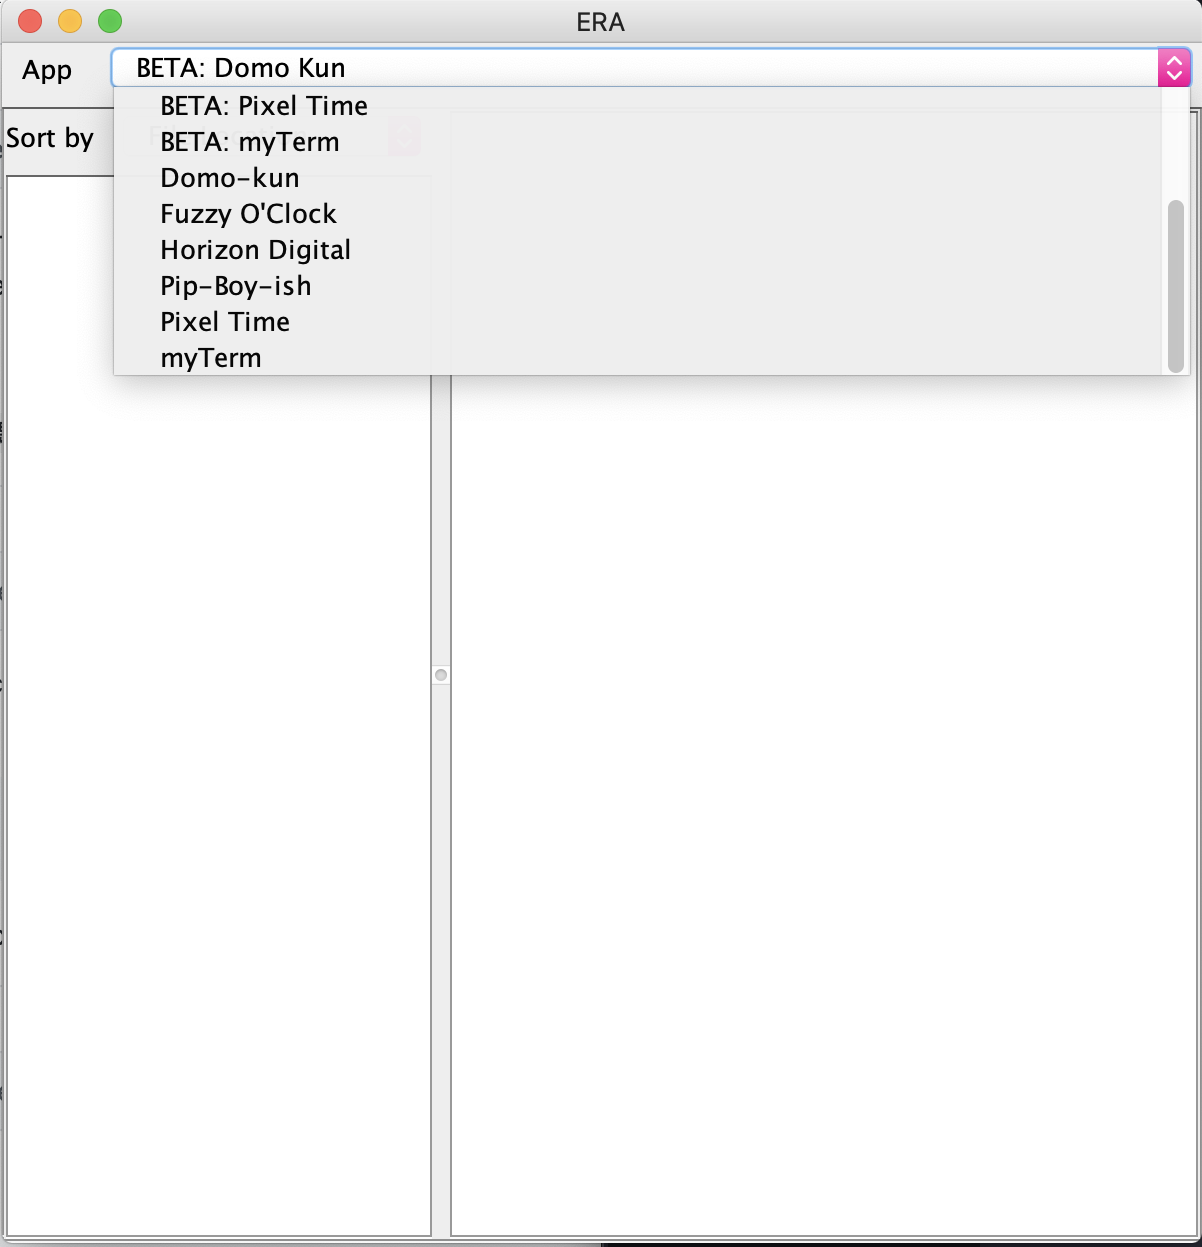 ERA
App
BETA: Domo Kun
BETA: Pixel Time
Sort by
BETA: myTerm
Domo-kun
Fuzzy O'Clock
Horizon Digital
Pip-Boy-ish
Pixel Time
myTerm